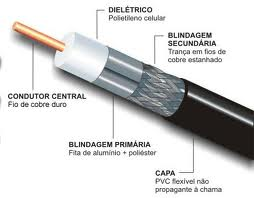 DIELÉTRICO
Polietileno celular
BLINDAGEM
SECUNDÁRIA
Trança em fios de
cobre estanhado
CONDUTOR CENTRAL
Fio de cobre duro
BLINDAGEM PRIMÁRIA
Fita de alumínio + poliéster
CAPA
PVC flexível não
propagante à chama